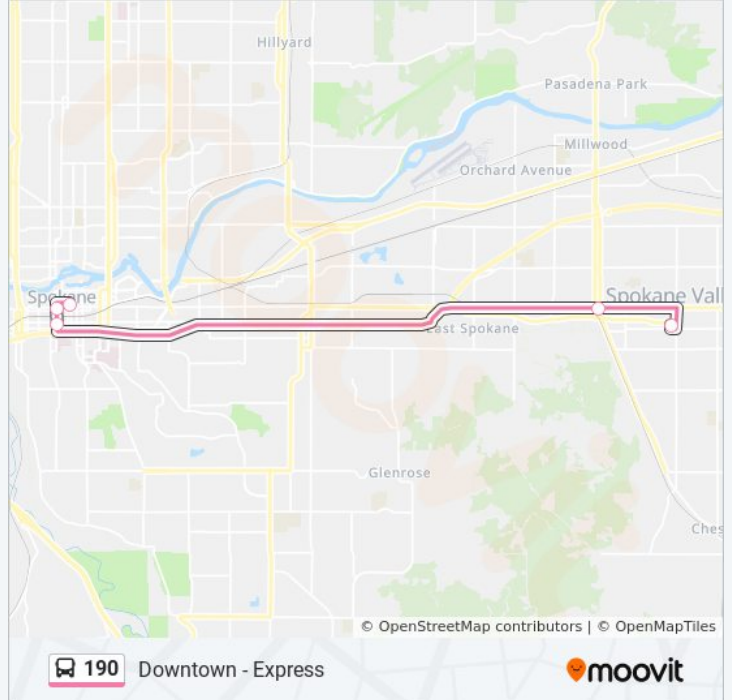 Hillyard
Pasadena Park
Millwood
Orchard Avenue
Spokane
Spokane Vall
East Spokane
Glenrose
Ches
© OpenStreetMap contributors | © OpenMapTiles
190 Downtown - Express
moovit